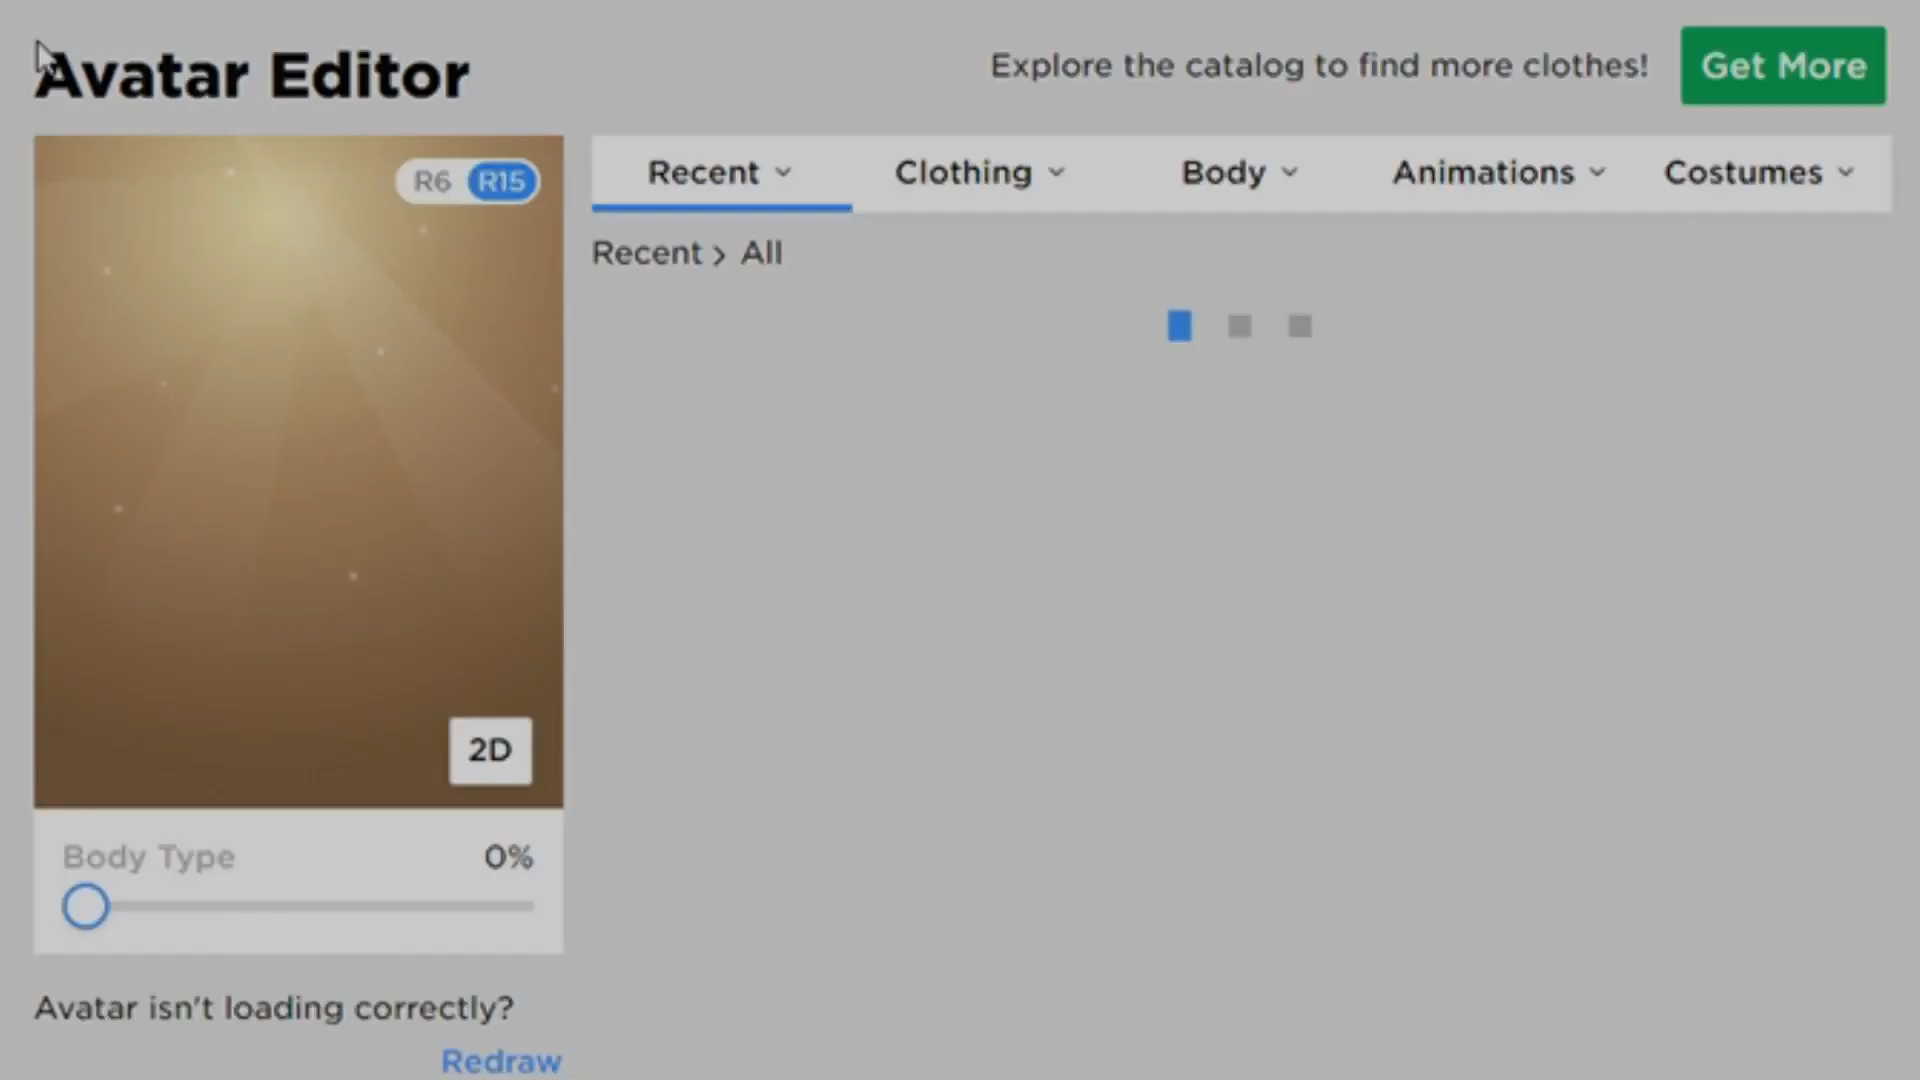 Avatar Editor
Explore the catalog to find more clothes!
Get More
R6 R15
Recent Clothing Body Animations Costumes
Recent > All
2D
Body Type 0%
Avatar isn't loading correctly?
Redraw